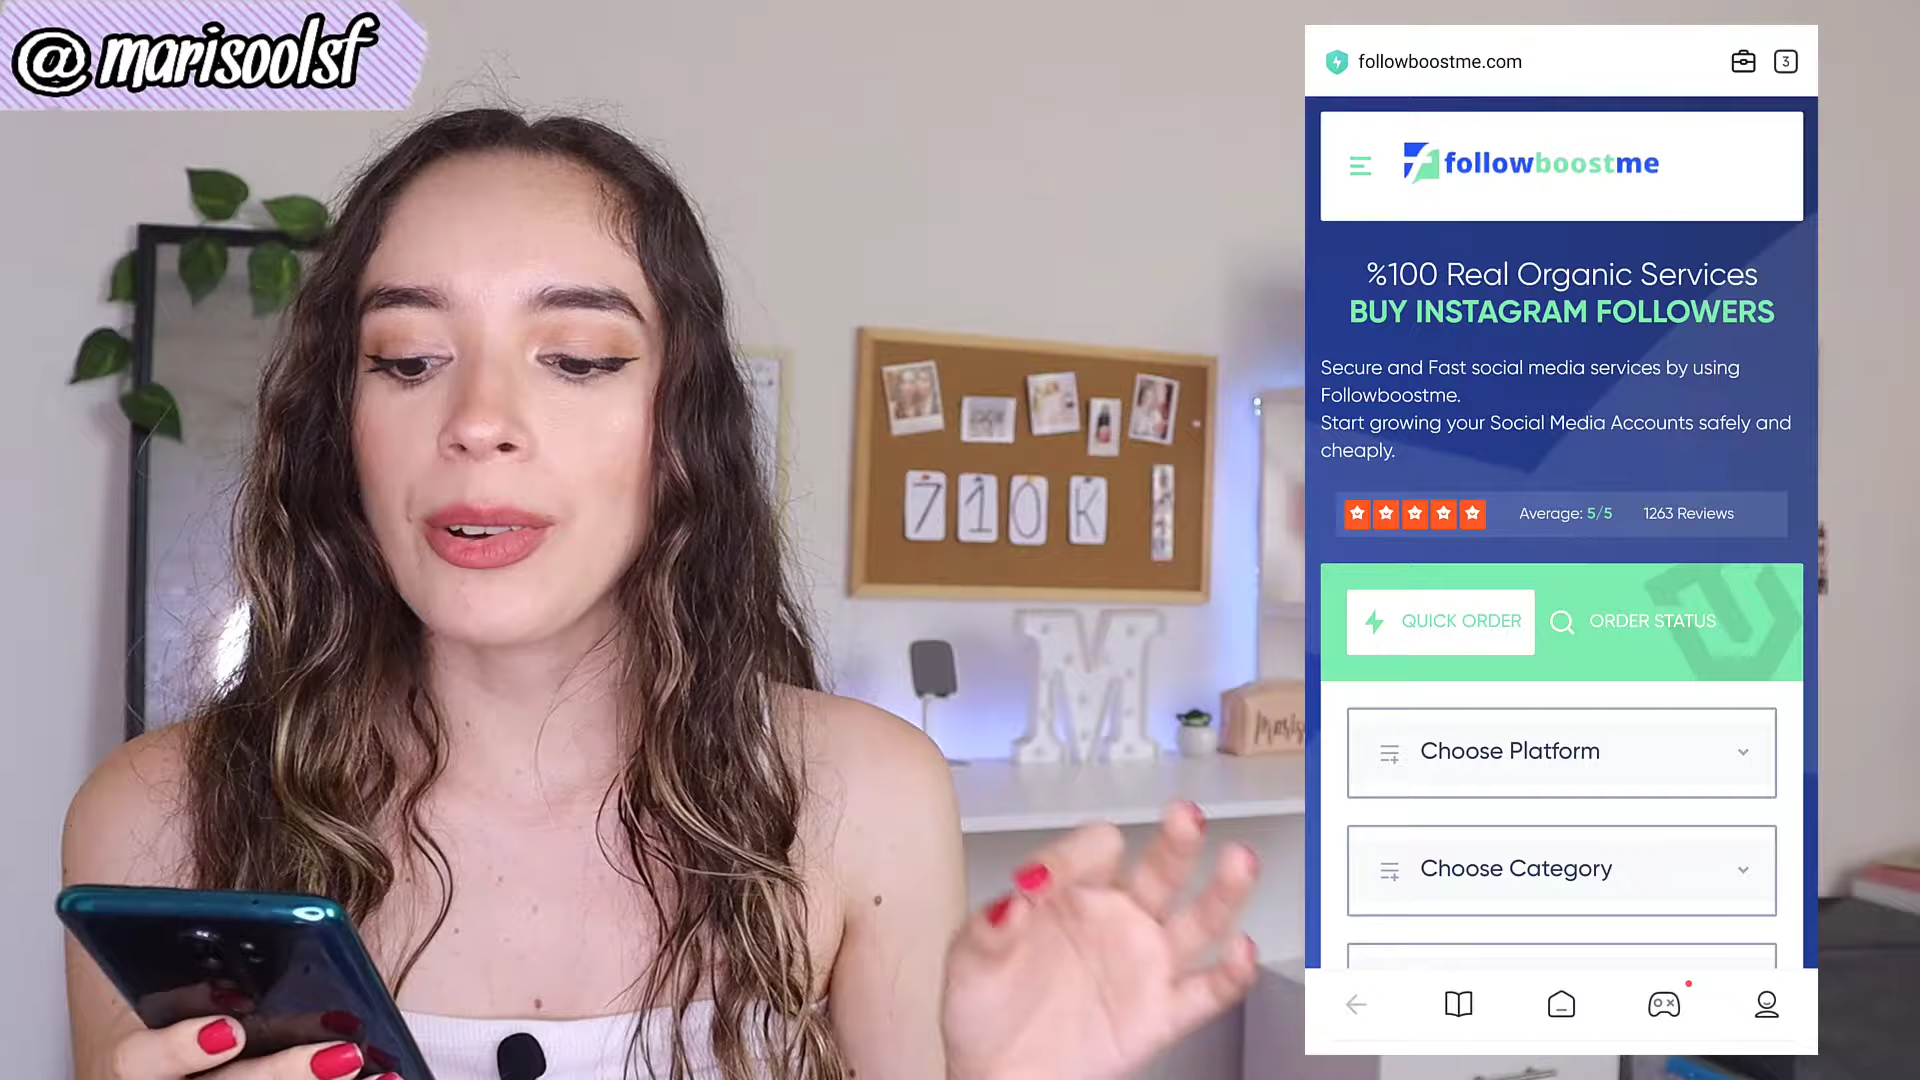 @marisoolsf
followboostme.com
3
followboostme
%100 Real Organic Services
BUY INSTAGRAM FOLLOWERS
Secure and Fast social media services by using
Followboostme.
Start growing your Social Media Accounts safely and
cheaply.
Average: 5/5 1263 Reviews
QUICK ORDER ORDER STATUS
Choose Platform
Choose Category
710K
M